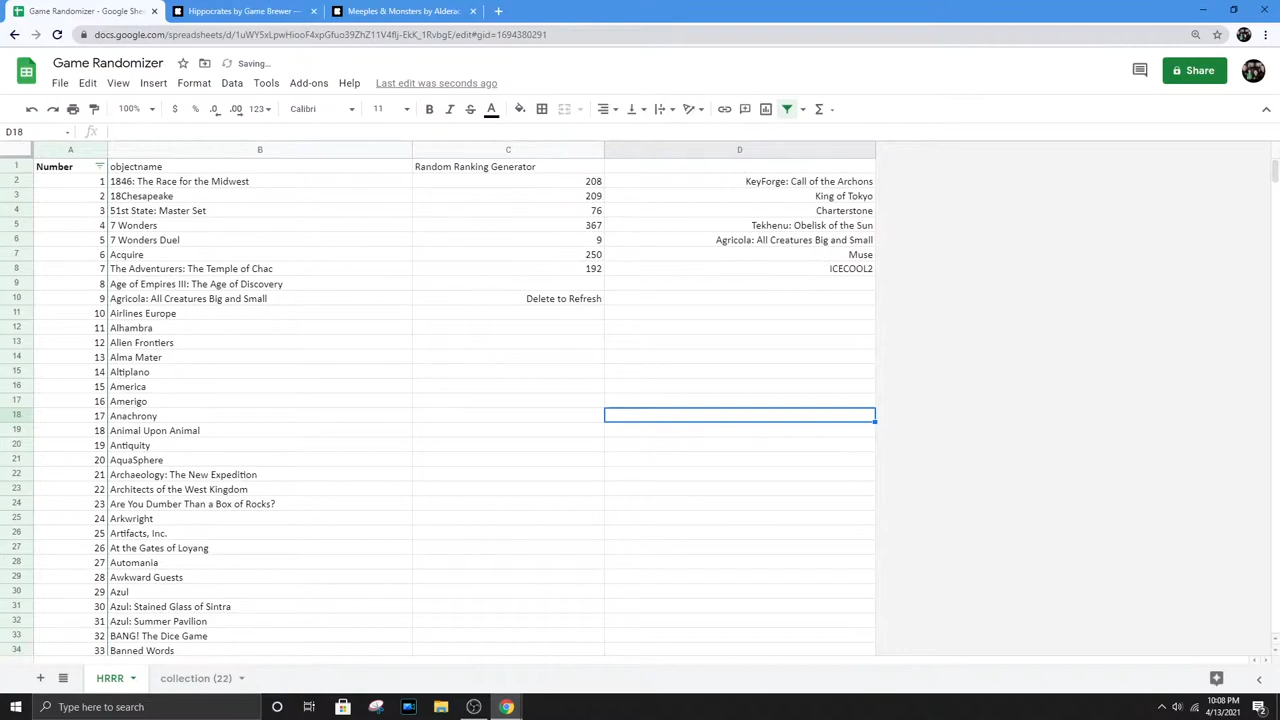 Game Randomizer - Google Shee
Hippocrates by Game Brewer —
Meeples & Monsters by Alderac
docs.google.com/spreadsheets/d/1uWY5xLpwHiooF4xpGfuo39ZhZ11V4flj-EkK_1RvbgE/edit#gid=1694380291
Game Randomizer Saving...
File Edit View Insert Format Data Tools Add-ons Help Last edit was seconds ago
Share
100% $ % .0 .00 123 Calibri 11 B I S A
D18 fx
A B C D
1 Number objectname Random Ranking Generator
2 1 1846: The Race for the Midwest 208 KeyForge: Call of the Archons
3 2 18Chesapeake 209 King of Tokyo
4 3 51st State: Master Set 76 Charterstone
5 4 7 Wonders 367 Tekhenu: Obelisk of the Sun
6 5 7 Wonders Duel 9 Agricola: All Creatures Big and Small
7 6 Acquire 250 Muse
8 7 The Adventurers: The Temple of Chac 192 ICECOOL2
9 8 Age of Empires III: The Age of Discovery
10 9 Agricola: All Creatures Big and Small Delete to Refresh
11 10 Airlines Europe
12 11 Alhambra
13 12 Alien Frontiers
14 13 Alma Mater
15 14 Altiplano
16 15 America
17 16 Amerigo
18 17 Anachrony
19 18 Animal Upon Animal
20 19 Antiquity
21 20 AquaSphere
22 21 Archaeology: The New Expedition
23 22 Architects of the West Kingdom
24 23 Are You Dumber Than a Box of Rocks?
25 24 Arkwright
26 25 Artifacts, Inc.
27 26 At the Gates of Loyang
28 27 Automania
29 28 Awkward Guests
30 29 Azul
31 30 Azul: Stained Glass of Sintra
32 31 Azul: Summer Pavilion
33 32 BANG! The Dice Game
34 33 Banned Words
HRRR collection (22)
Type here to search
10:08 PM
4/13/2021
2